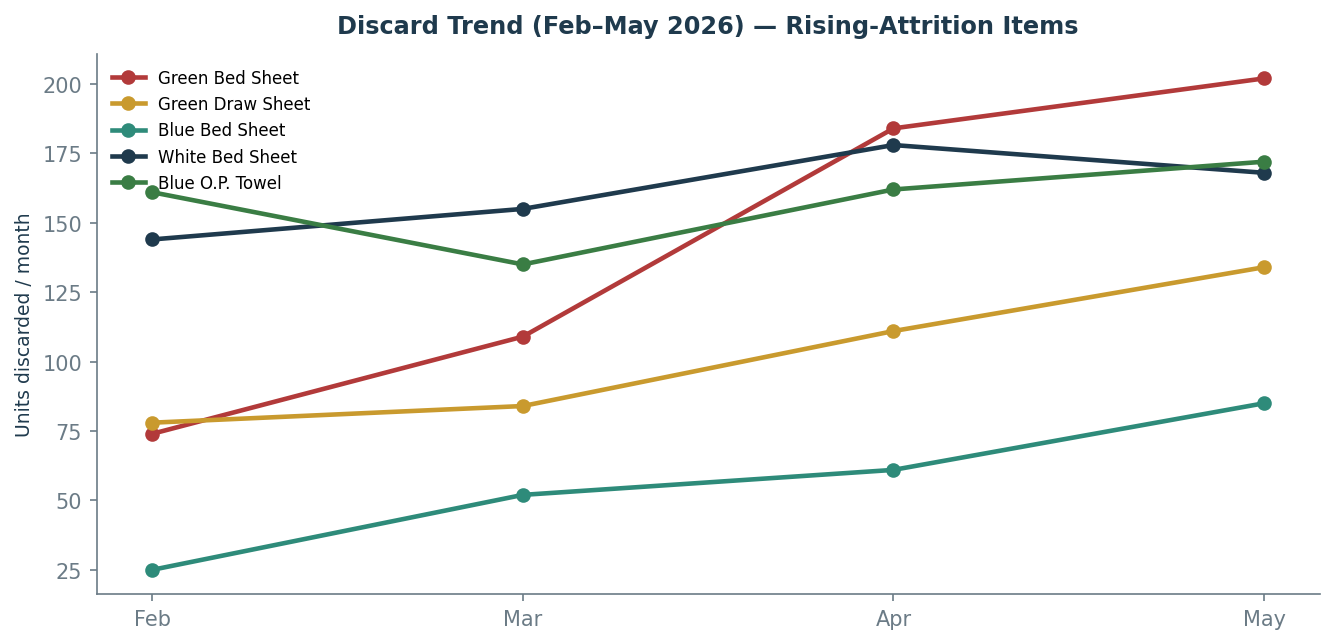 Discard Trend (Feb–May 2026) — Rising-Attrition Items
Units discarded / month
200
175
150
125
100
75
50
25
Green Bed Sheet
Green Draw Sheet
Blue Bed Sheet
White Bed Sheet
Blue O.P. Towel
Feb
Mar
Apr
May